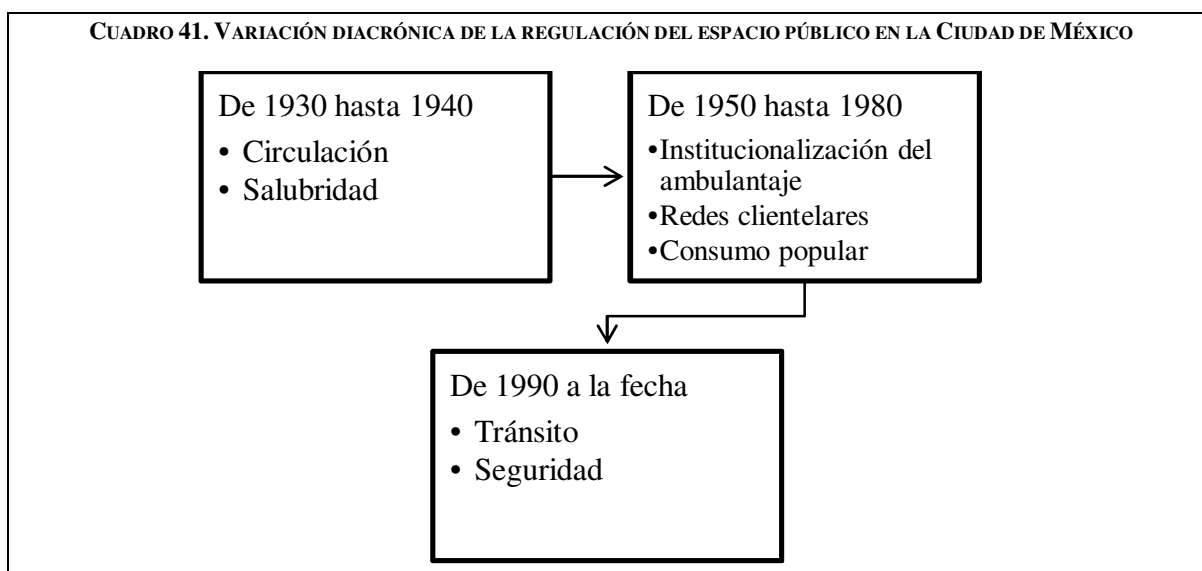 CUADRO 41. VARIACIÓN DIACRÓNICA DE LA REGULACIÓN DEL ESPACIO PÚBLICO EN LA CIUDAD DE MÉXICO
De 1930 hasta 1940
• Circulación
• Salubridad
De 1950 hasta 1980
•Institucionalización del
ambulantaje
•Redes clientelares
•Consumo popular
De 1990 a la fecha
• Tránsito
• Seguridad